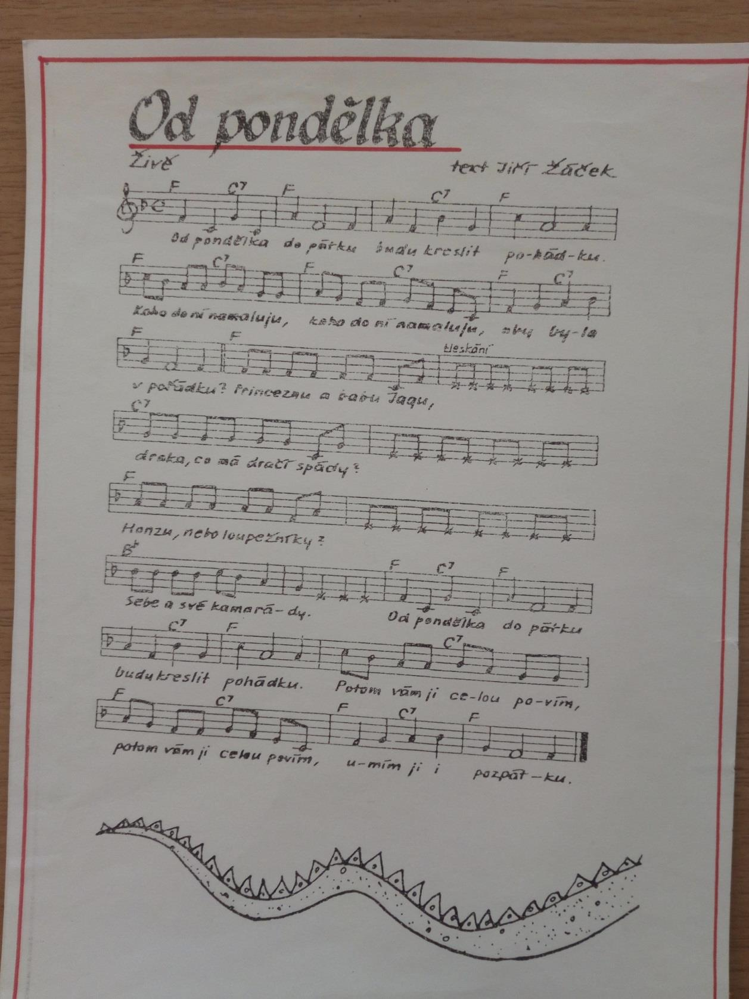 Od pondělka
Živě
text Jiří Žáček
F C7 F C7 F
Od pondělka do pátku budu kreslit po-hád-ku.
F C7 F C7 F C7
Koho do ní namaluju, koho do ní namaluju, aby by-la
F F tleskání
v pořádku? Princeznu a babu Jagu,
C7
draka, co má dračí spády?
F
Honzu, nebo loupežníky?
F C7 F
Sebe a své kamará-dy. Od pondělka do pátku
C7 F C7
budu kreslit pohádku. Potom vám ji ce-lou po-vím,
F C7 F C7 F
potom vám ji celou povím, u-mím ji i pozpát-ku.